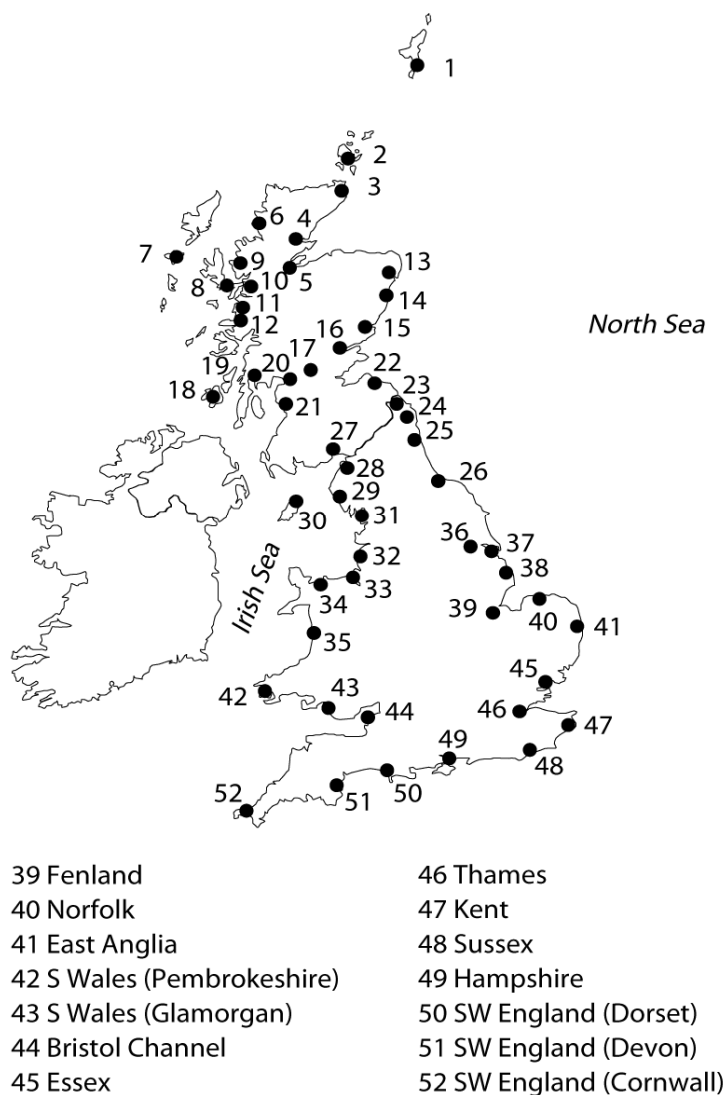 1
2
3
6 4
7 9
8 10 5 13
11 14
12
North Sea
16 15
19 20 17 22
18 21 23
24
25
27
28 26
29
30 31
36 37
32 38
Irish Sea
34 33
39 40 41
35
45
42 43 46
44 47
49 48
52 51 50
39 Fenland
40 Norfolk
41 East Anglia
42 S Wales (Pembrokeshire)
43 S Wales (Glamorgan)
44 Bristol Channel
45 Essex
46 Thames
47 Kent
48 Sussex
49 Hampshire
50 SW England (Dorset)
51 SW England (Devon)
52 SW England (Cornwall)